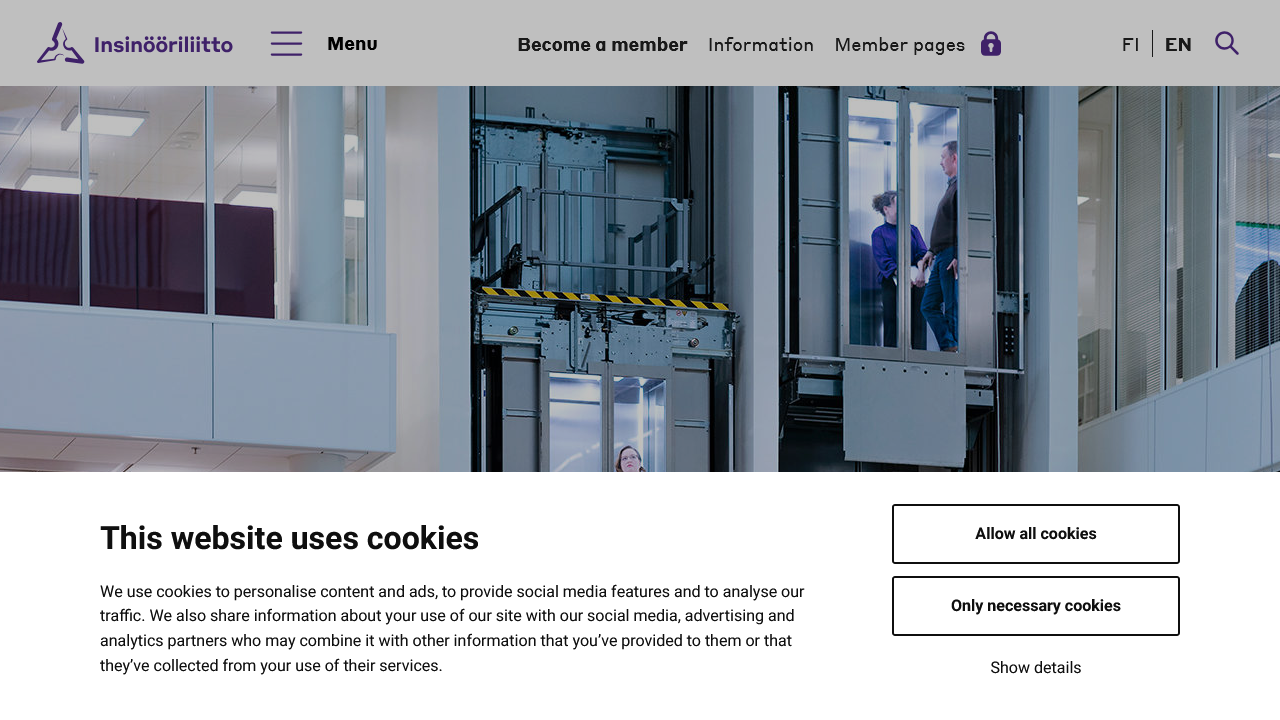 Insinööriliitto
Menu
Become a member
Information
Member pages
FI
EN
This website uses cookies
We use cookies to personalise content and ads, to provide social media features and to analyse our
traffic. We also share information about your use of our site with our social media, advertising and
analytics partners who may combine it with other information that you’ve provided to them or that
they’ve collected from your use of their services.
Allow all cookies
Only necessary cookies
Show details